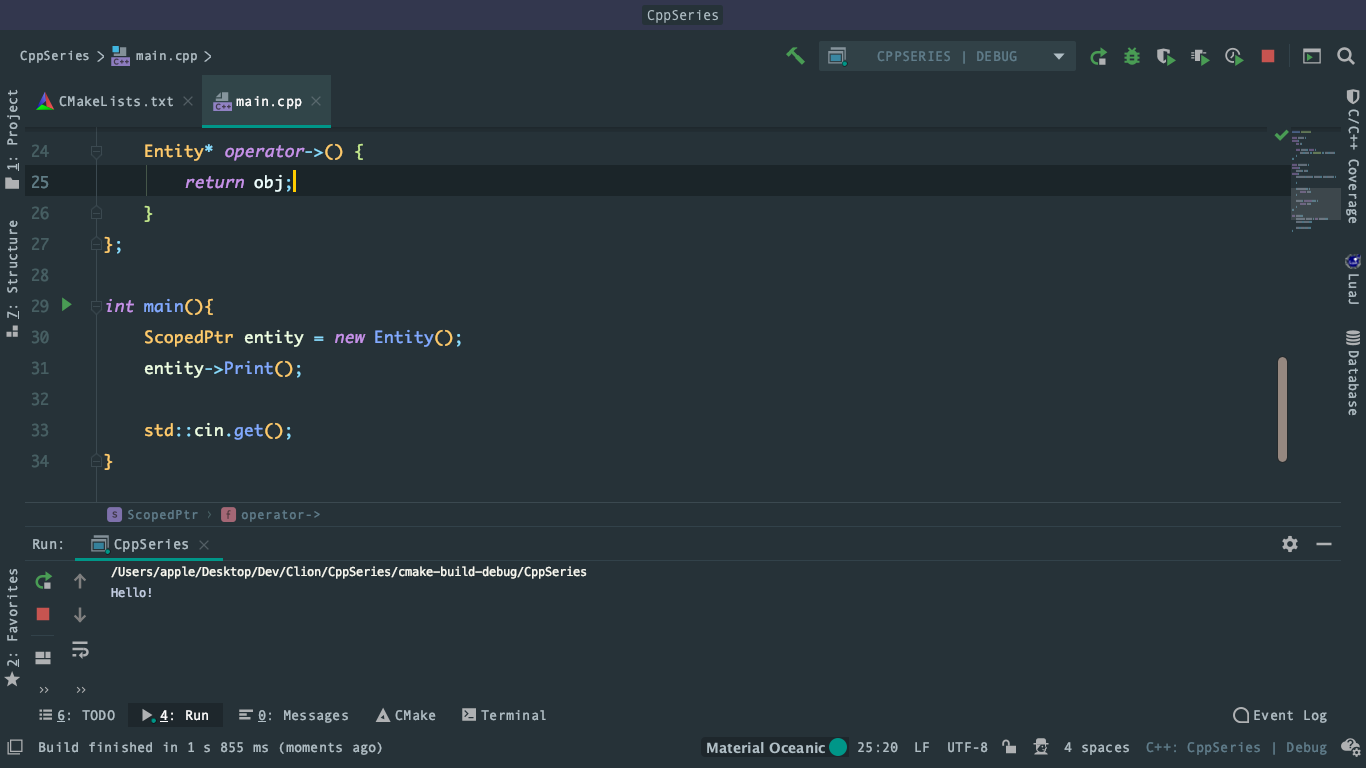 CppSeries
CppSeries > main.cpp >
CPPSERIES | DEBUG
CMakeLists.txt
main.cpp
1: Project
Z: Structure
2: Favorites
C/C++ Coverage
LuaJ
Database
24 Entity* operator->() {
25 return obj;
26 }
27 };
28
29 int main(){
30 ScopedPtr entity = new Entity();
31 entity->Print();
32
33 std::cin.get();
34 }
s ScopedPtr › f operator->
Run: CppSeries
/Users/apple/Desktop/Dev/Clion/CppSeries/cmake-build-debug/CppSeries
Hello!
6: TODO 4: Run 0: Messages CMake Terminal Event Log
Build finished in 1 s 855 ms (moments ago) Material Oceanic 25:20 LF UTF-8 4 spaces C++: CppSeries | Debug